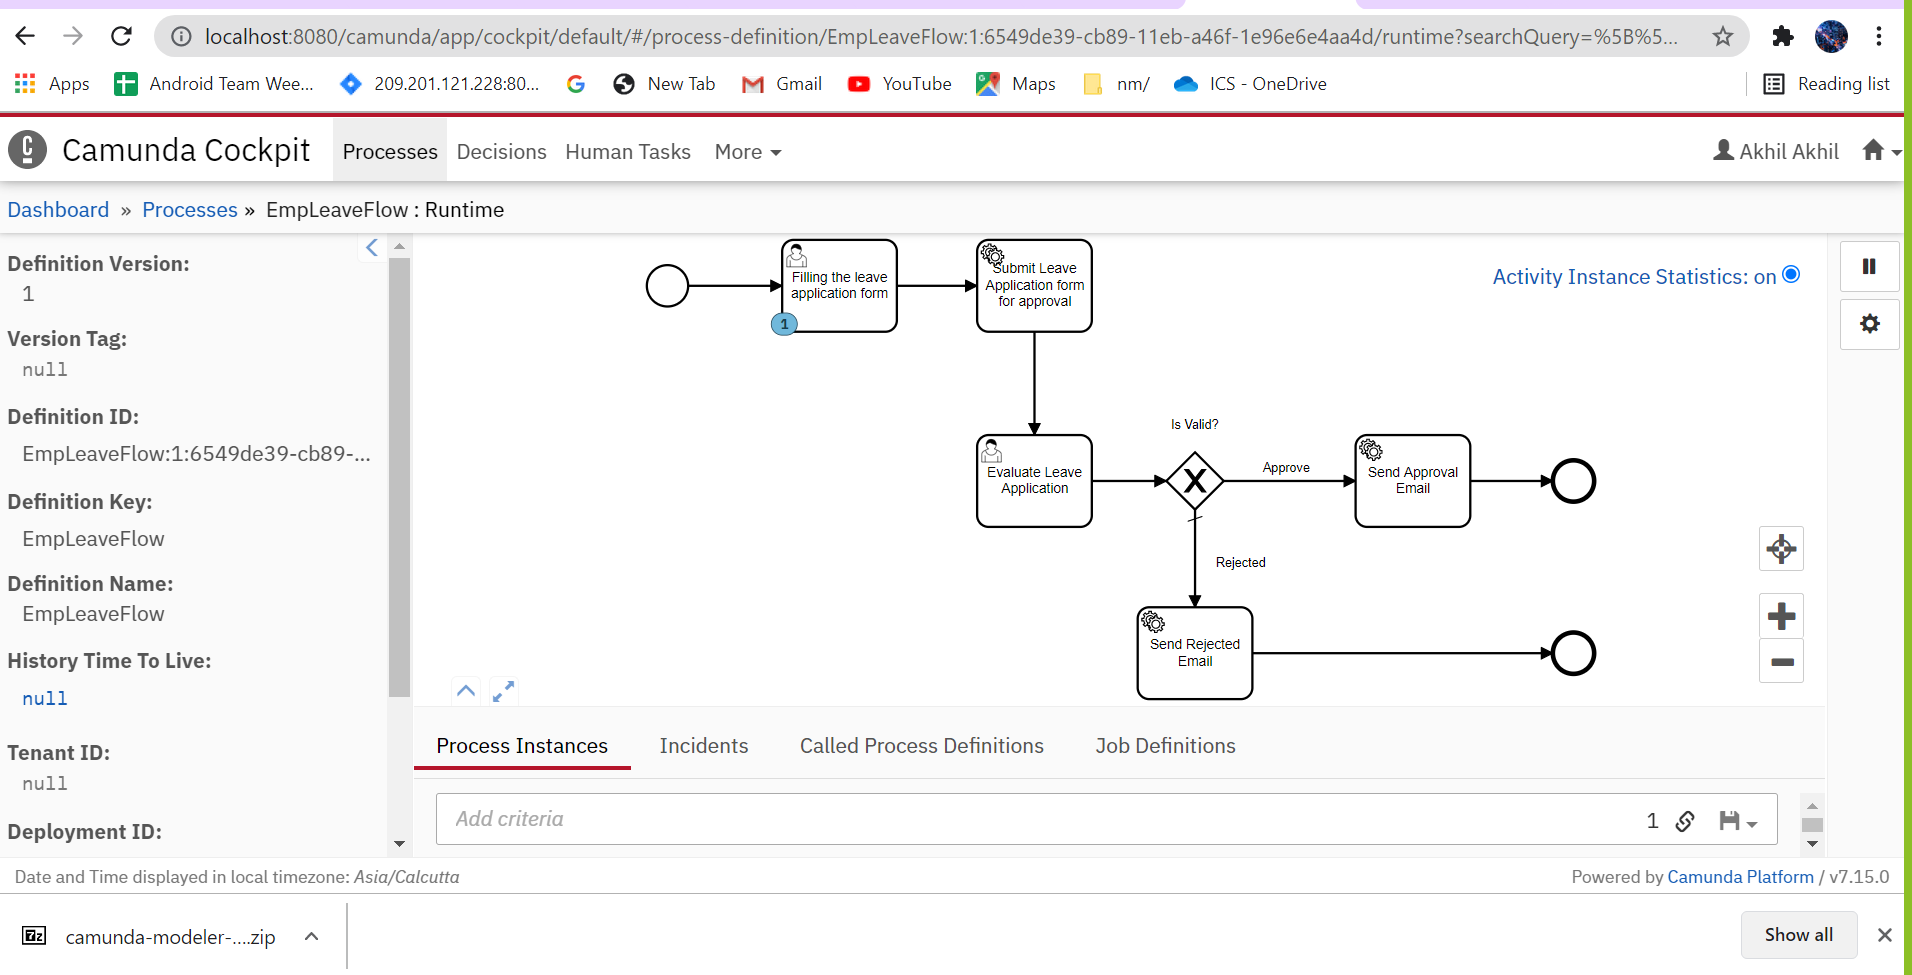 localhost:8080/camunda/app/cockpit/default/#/process-definition/EmpLeaveFlow:1:6549de39-cb89-11eb-a46f-1e96e6e4aa4d/runtime?searchQuery=%5B%5...
Apps
Android Team Wee...
209.201.121.228:80...
New Tab
Gmail
YouTube
Maps
nm/
ICS - OneDrive
Reading list
Camunda Cockpit
Processes
Decisions
Human Tasks
More
Akhil Akhil
Dashboard » Processes » EmpLeaveFlow : Runtime
Definition Version:
1
Version Tag:
null
Definition ID:
EmpLeaveFlow:1:6549de39-cb89-...
Definition Key:
EmpLeaveFlow
Definition Name:
EmpLeaveFlow
History Time To Live:
null
Tenant ID:
null
Deployment ID:
Filling the leave
application form
1
Submit Leave
Application form
for approval
Activity Instance Statistics: on
Evaluate Leave
Application
Is Valid?
X
Approve
Send Approval
Email
Rejected
Send Rejected
Email
Process Instances
Incidents
Called Process Definitions
Job Definitions
Add criteria
1
Date and Time displayed in local timezone: Asia/Calcutta
Powered by Camunda Platform / v7.15.0
7z
camunda-modeler-....zip
Show all